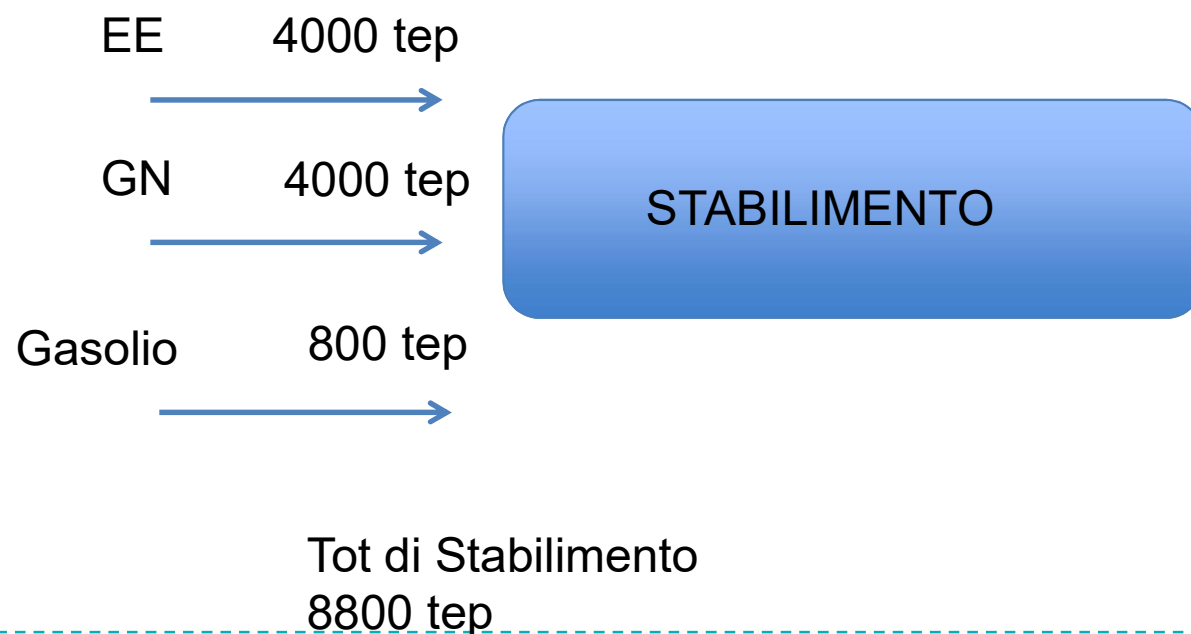 EE 4000 tep
GN 4000 tep
STABILIMENTO
Gasolio 800 tep
Tot di Stabilimento
8800 tep